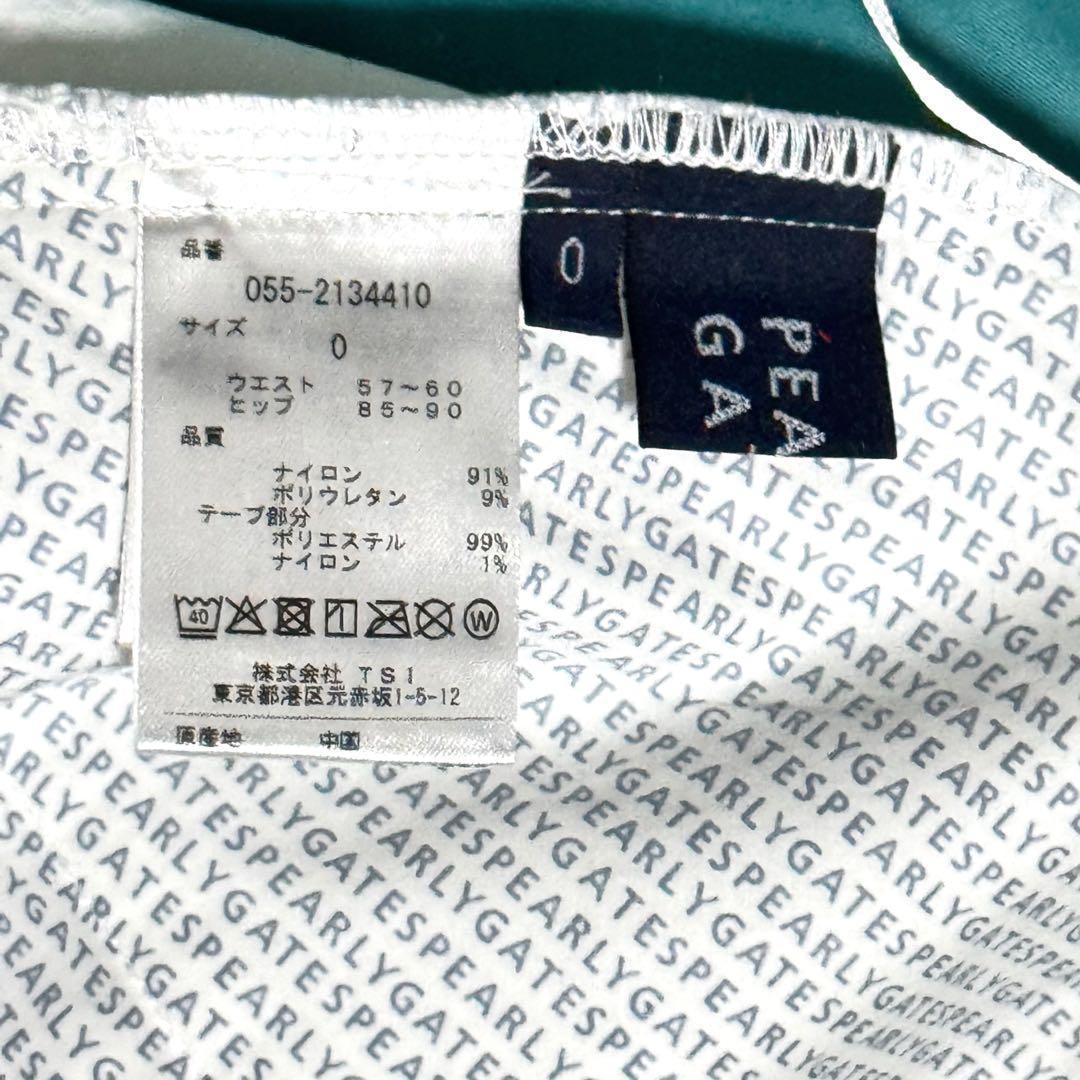 品番
055-2134410
サイズ
0
ウエスト 57～60
ヒップ 86～90
品質
ナイロン 91%
ポリウレタン 9%
テープ部分
ポリエステル 99%
ナイロン 1%
40
W
株式会社 TSI
東京都港区元赤坂1-5-12
原産地 中国
0
PEA
GA
PEARLYGATESPEARLYGATESPEARLYGATES